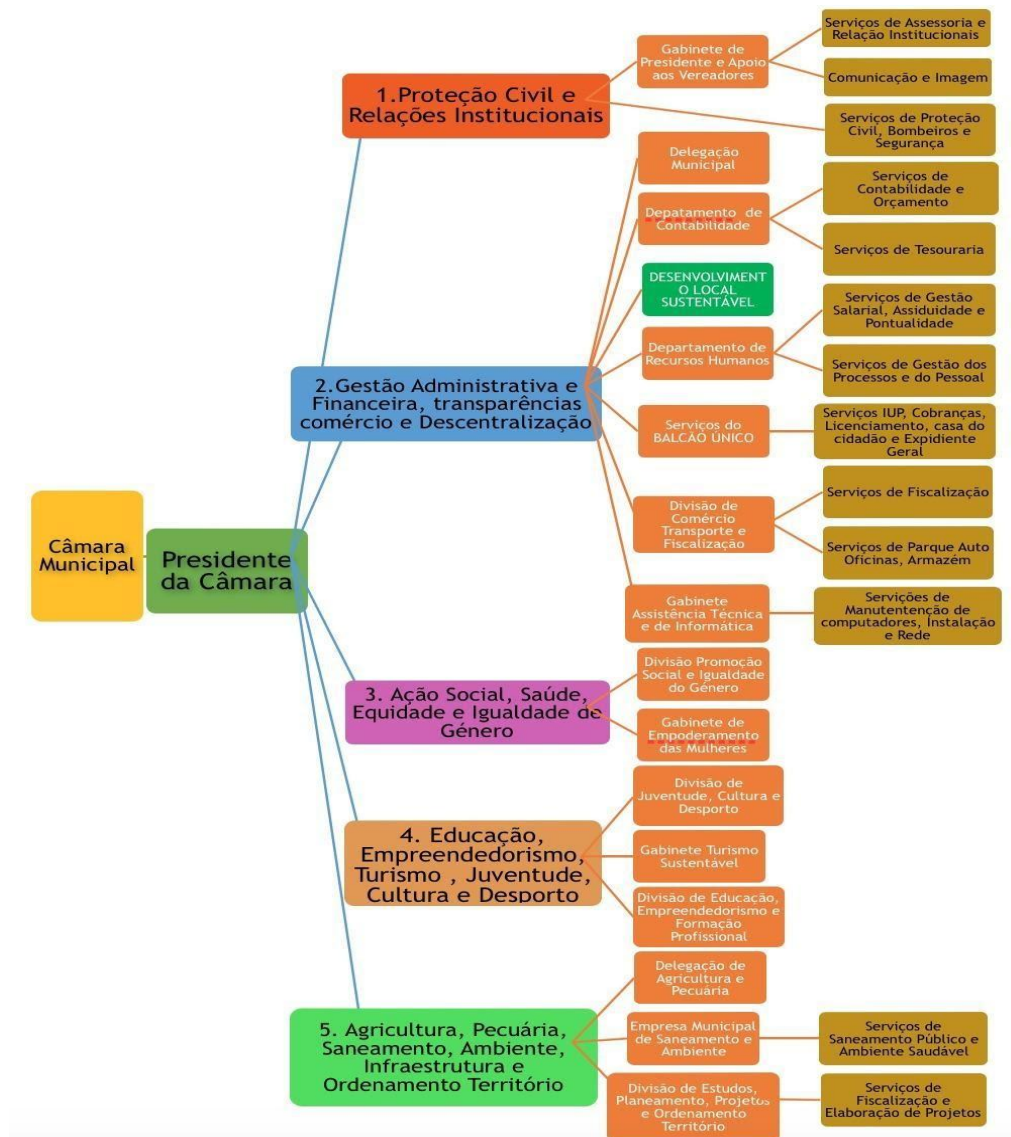 Câmara
Municipal
Presidente
da Câmara
1.Proteção Civil e
Relações Institucionais
Gabinete de
Presidente e Apoio
aos Vereadores
Serviços de Assessoria e
Relação Institucionais
Comunicação e Imagem
Serviços de Proteção
Civil, Bombeiros e
Segurança
2.Gestão Administrativa e
Financeira, transparências
comércio e Descentralização
Delegação
Municipal
Depatamento de
Contabilidade
Serviços de
Contabilidade e
Orçamento
Serviços de Tesouraria
DESENVOLVIMENT
O LOCAL
SUSTENTÁVEL
Departamento de
Recursos Humanos
Serviços de Gestão
Salarial, Assiduidade e
Pontualidade
Serviços de Gestão dos
Processos e do Pessoal
Serviços do
BALCÃO ÚNICO
Serviços IUP, Cobranças,
Licenciamento, casa do
cidadão e Expidiente
Geral
Divisão de
Comércio
Transporte e
Fiscalização
Serviços de Fiscalização
Serviços de Parque Auto
Oficinas, Armazém
Gabinete
Assistência Técnica
e de Informática
Servições de
Manutentenção de
computadores, Instalação
e Rede
3. Ação Social, Saúde,
Equidade e Igualdade de
Género
Divisão Promoção
Social e Igualdade
do Género
Gabinete de
Empoderamento
das Mulheres
4. Educação,
Empreendedorismo,
Turismo , Juventude,
Cultura e Desporto
Divisão de
Juventude, Cultura e
Desporto
Gabinete Turismo
Sustentável
Divisão de Educação,
Empreendedorismo e
Formação
Profissional
5. Agricultura, Pecuária,
Saneamento, Ambiente,
Infraestrutura e
Ordenamento Território
Delegação de
Agricultura e
Pecuária
Empresa Municipal
de Saneamento e
Ambiente
Serviços de
Saneamento Público e
Ambiente Saudável
Divisão de Estudos,
Planeamento, Projetos
e Ordenamento
Território
Serviços de
Fiscalização e
Elaboração de Projetos